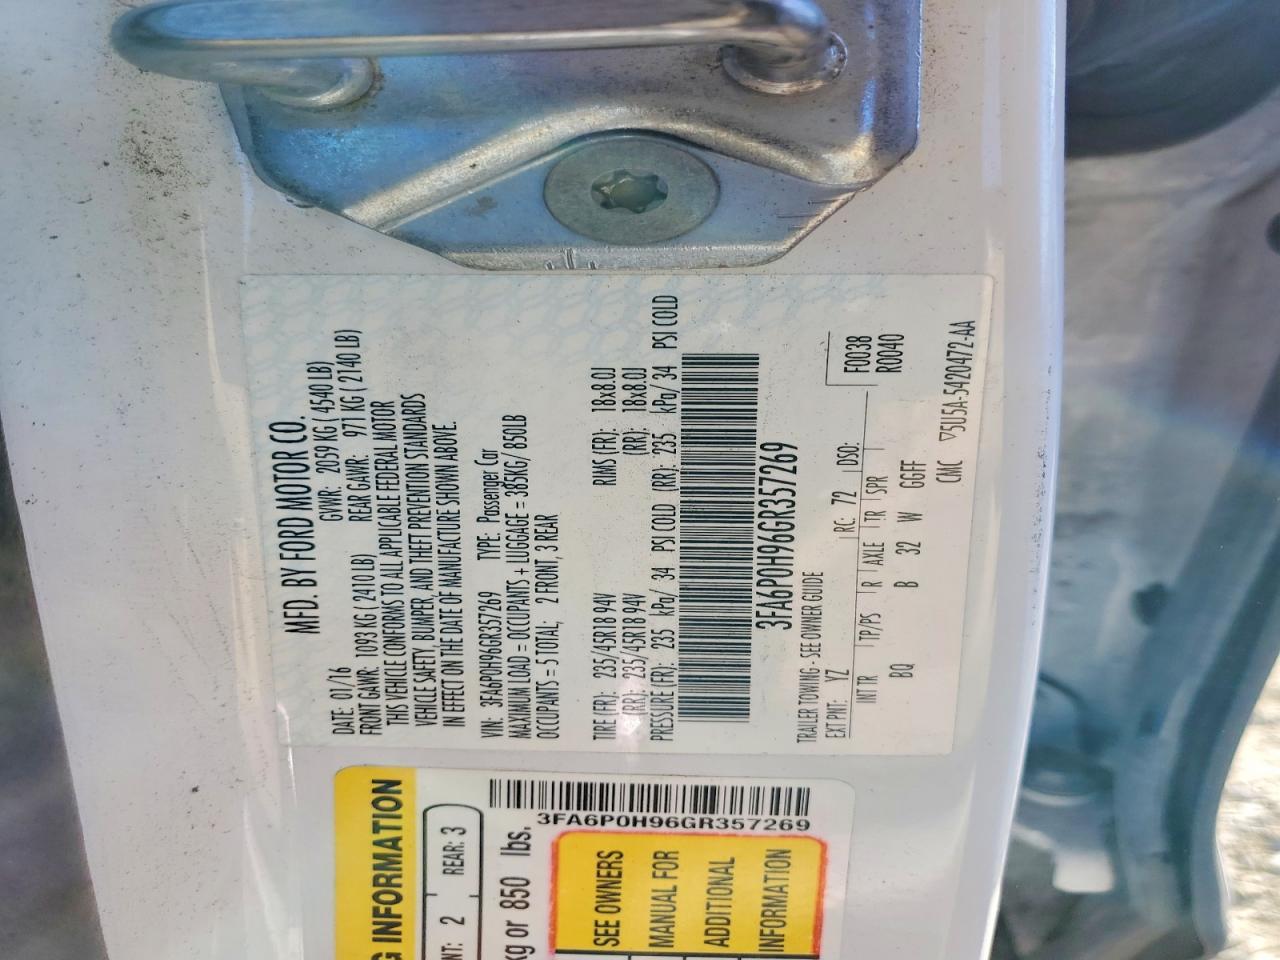 MFD. BY FORD MOTOR CO.
DATE: 01/16 GVWR: 2059 KG ( 4540 LB)
FRONT GAWR: 1093 KG ( 2410 LB) REAR GAWR: 971 KG ( 2140 LB)
THIS VEHICLE CONFORMS TO ALL APPLICABLE FEDERAL MOTOR
VEHICLE SAFETY, BUMPER, AND THEFT PREVENTION STANDARDS
IN EFFECT ON THE DATE OF MANUFACTURE SHOWN ABOVE.
VIN: 3FA6P0H96GR357269 TYPE: Passenger Car
MAXIMUM LOAD = OCCUPANTS + LUGGAGE = 385KG/ 850LB
OCCUPANTS = 5 TOTAL, 2 FRONT, 3 REAR
TIRE (FR): 235/45R18 94V RIMS (FR): 18x8.0J
(RR): 235/45R18 94V (RR): 18x8.0J
PRESSURE (FR): 235 kPa/ 34 PSI COLD (RR): 235 kPa/ 34 PSI COLD
3FA6P0H96GR357269
TRAILER TOWING - SEE OWNER GUIDE
EXT PNT: YZ RC: 72 DSO:
F0038
INT TR TP/PS R AXLE TR SPR
R0040
BQ B 32 W GGFF
CMC ▽5U5A-5420472-AA
G INFORMATION
NT: 2 REAR: 3
kg or 850 lbs.
3FA6P0H96GR357269
SEE OWNERS
MANUAL FOR
ADDITIONAL
INFORMATION